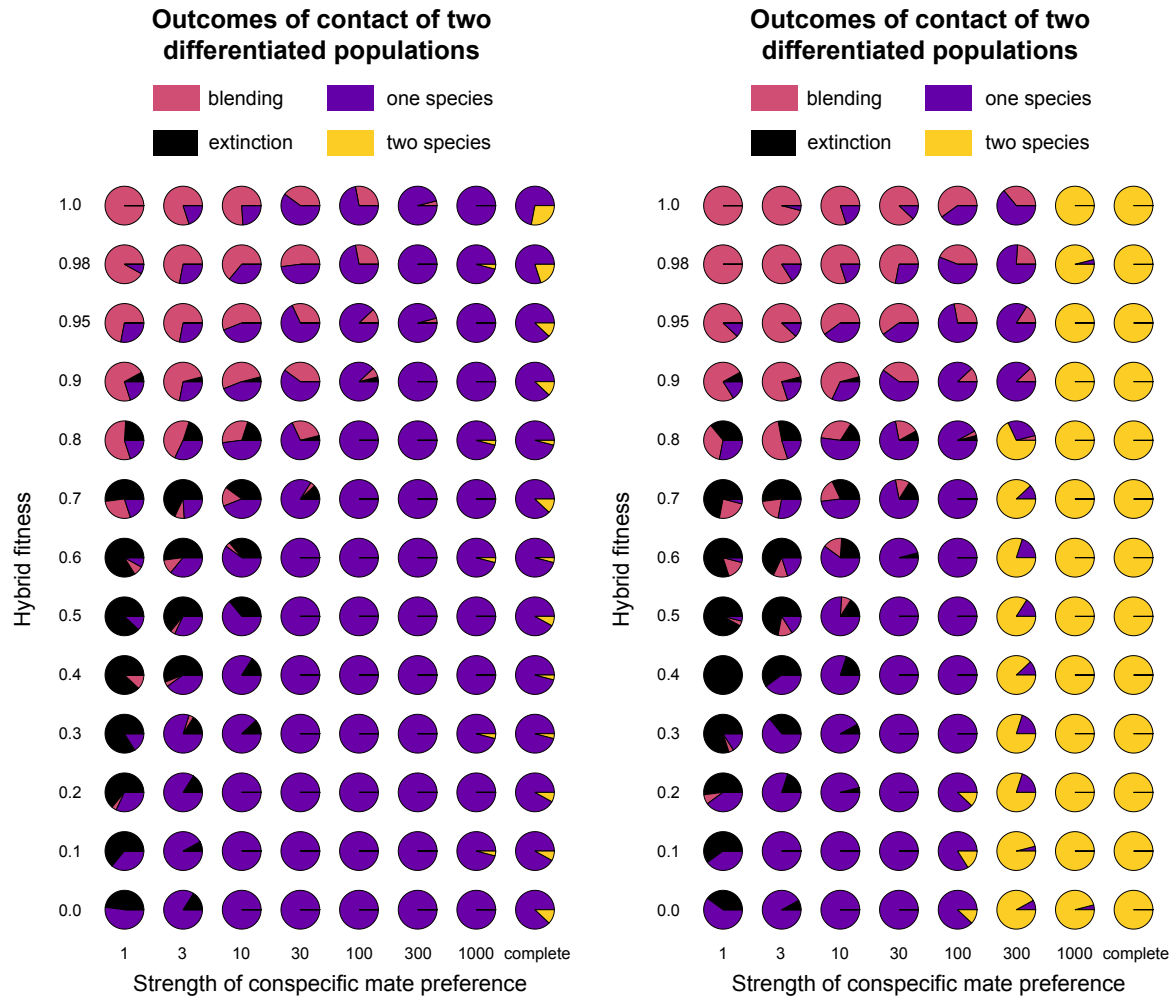 Outcomes of contact of two
differentiated populations
blending
one species
extinction
two species
1.0
0.98
0.95
0.9
0.8
0.7
0.6
0.5
0.4
0.3
0.2
0.1
0.0
Hybrid fitness
1 3 10 30 100 300 1000 complete
Strength of conspecific mate preference
Outcomes of contact of two
differentiated populations
blending
one species
extinction
two species
1.0
0.98
0.95
0.9
0.8
0.7
0.6
0.5
0.4
0.3
0.2
0.1
0.0
Hybrid fitness
1 3 10 30 100 300 1000 complete
Strength of conspecific mate preference